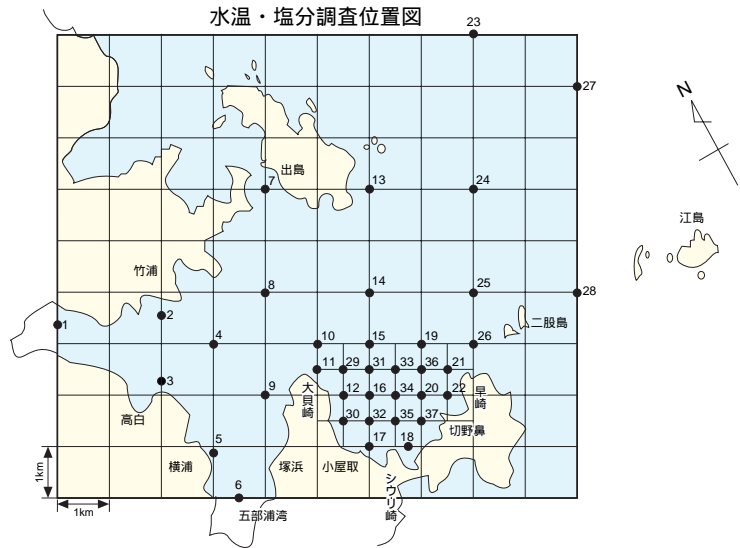 水温・塩分調査位置図
23
27
N
出島
7
13
24
江島
竹浦
8
14
25
28
1
2
二股島
4
10
15
19
26
11
29
31
33
36
21
3
9
大貝崎
12
16
34
20
22
早崎
高白
30
32
35
37
切野鼻
5
17
18
横浦
塚浜
小屋取
1km
6
シウリ崎
1km
五部浦湾